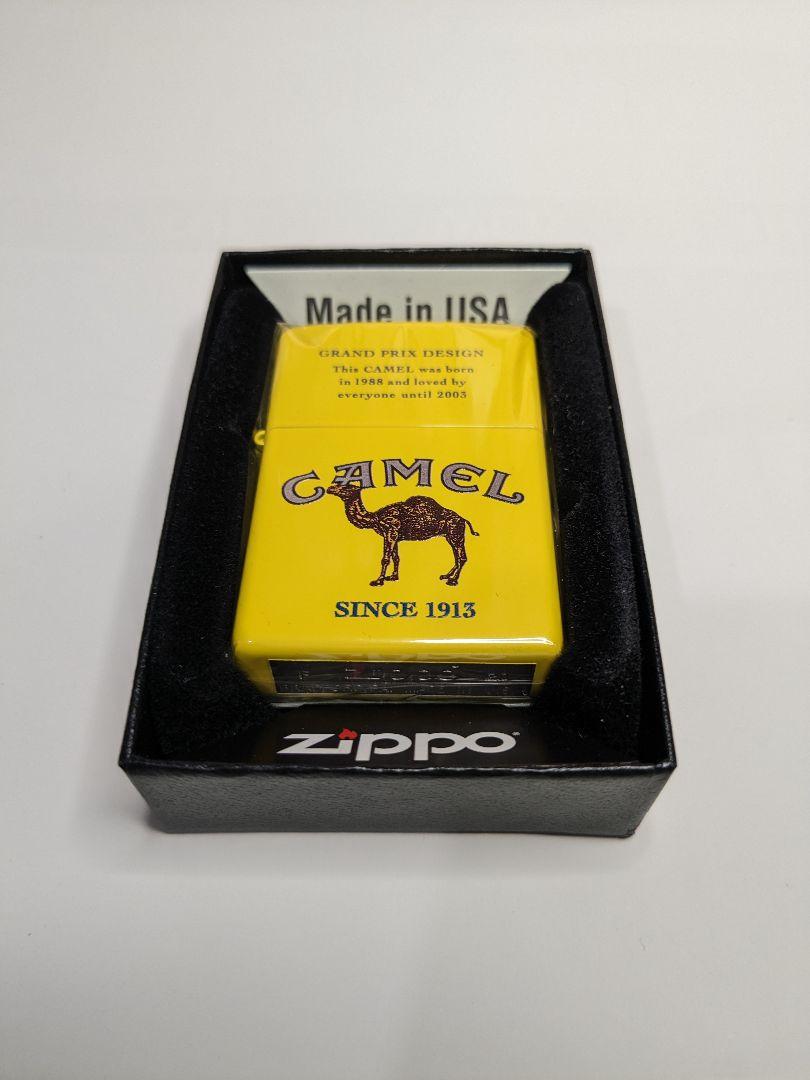 Made in USA
GRAND PRIX DESIGN
This CAMEL was born
in 1988 and loved by
everyone until 2003
CAMEL
SINCE 1913
Zippo
zippo